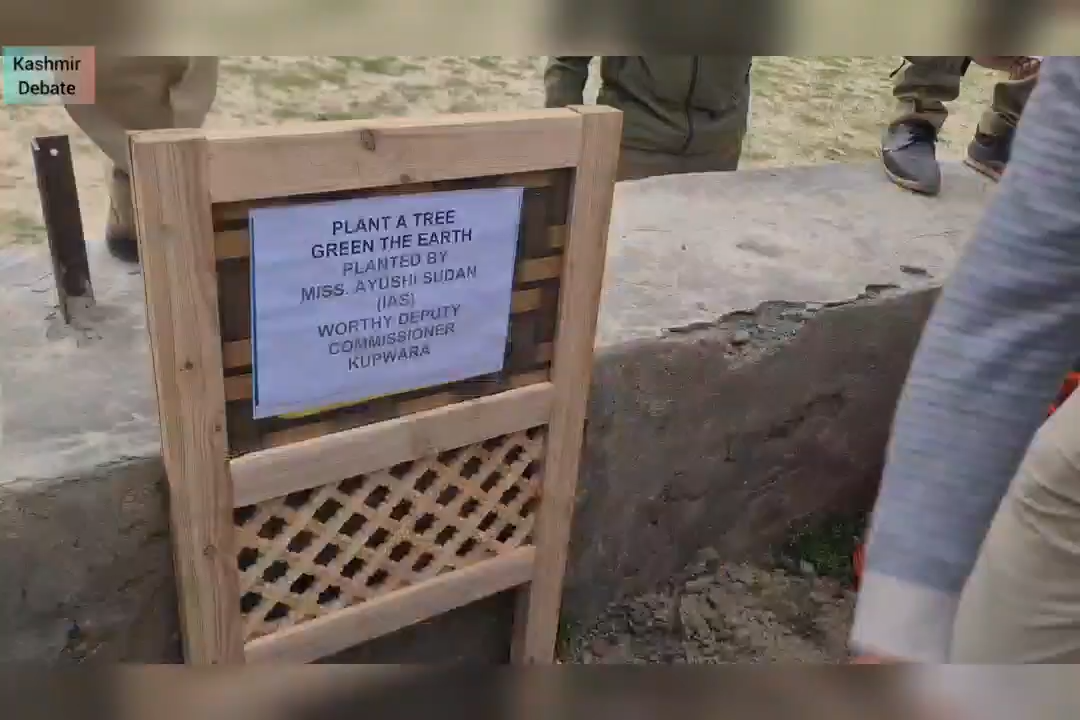 Kashmir
Debate
PLANT A TREE
GREEN THE EARTH
PLANTED BY
MISS. AYUSHI SUDAN
(IAS)
WORTHY DEPUTY
COMMISSIONER
KUPWARA